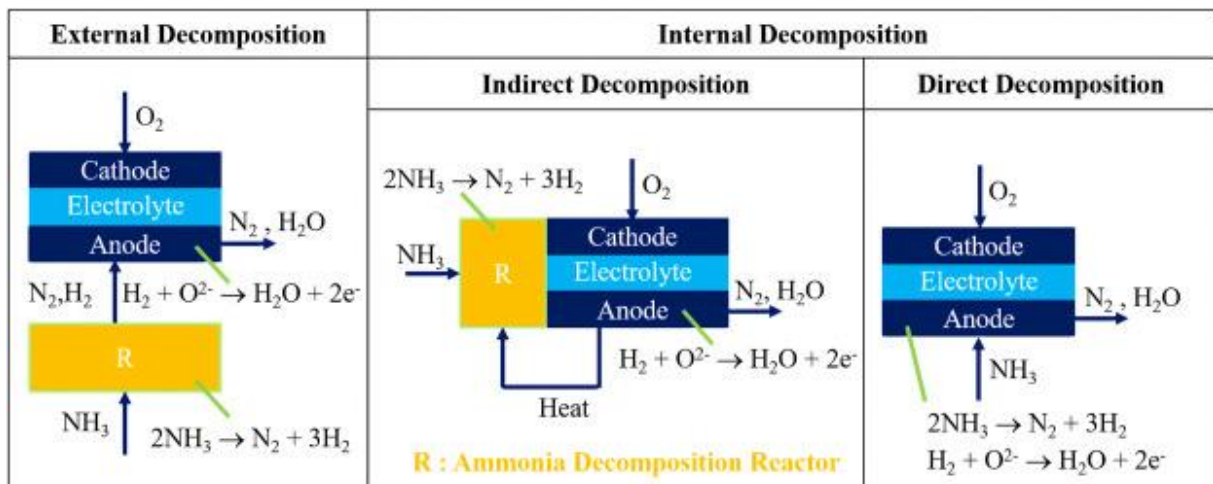 External Decomposition
Internal Decomposition
Indirect Decomposition
Direct Decomposition
O₂
Cathode
Electrolyte
Anode
N₂ , H₂O
N₂,H₂
H₂ + O²⁻ → H₂O + 2e⁻
R
NH₃
2NH₃ → N₂ + 3H₂
2NH₃ → N₂ + 3H₂
O₂
NH₃
R
Cathode
Electrolyte
Anode
N₂, H₂O
H₂ + O²⁻ → H₂O + 2e⁻
Heat
R : Ammonia Decomposition Reactor
O₂
Cathode
Electrolyte
Anode
N₂ , H₂O
NH₃
2NH₃ → N₂ + 3H₂
H₂ + O²⁻ → H₂O + 2e⁻